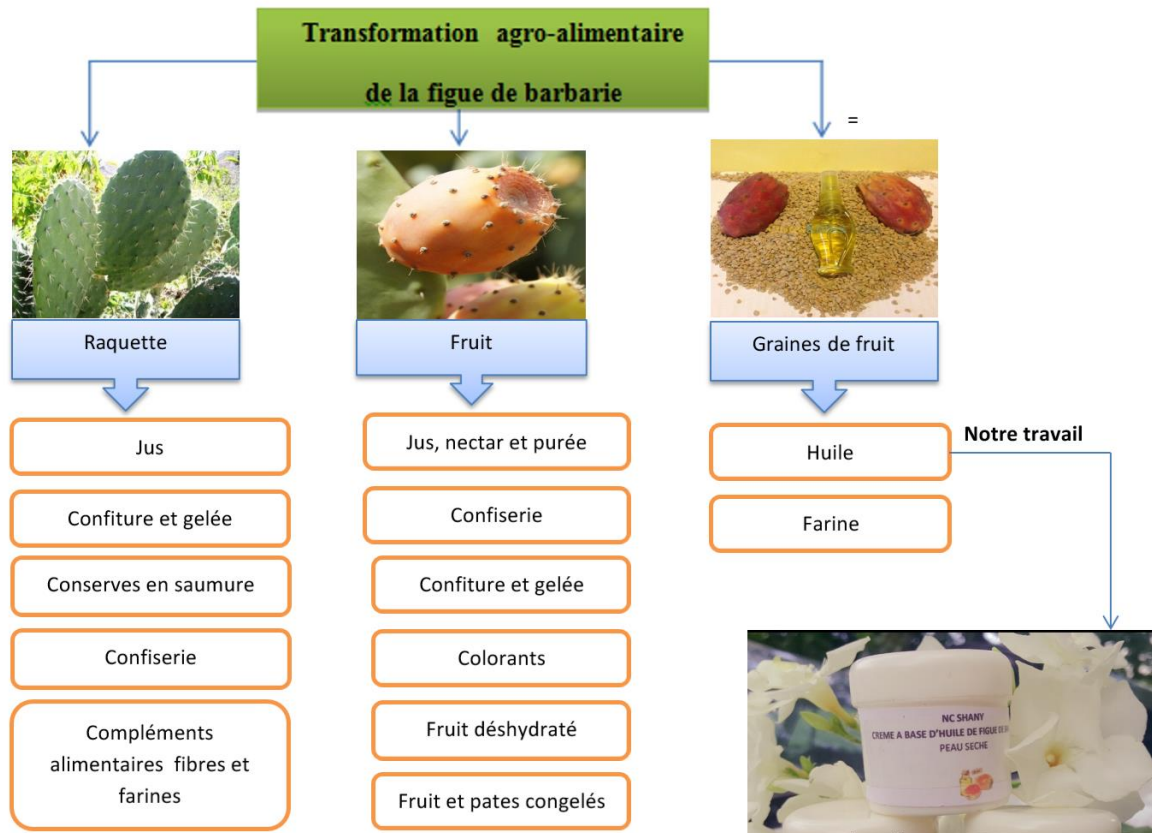 Transformation agro-alimentaire
de la figue de barbarie
=
Raquette
Jus
Confiture et gelée
Conserves en saumure
Confiserie
Compléments
alimentaires fibres et
farines
Fruit
Jus, nectar et purée
Confiserie
Confiture et gelée
Colorants
Fruit déshydraté
Fruit et pates congelés
Graines de fruit
Huile
Farine
Notre travail
NC SHANY
CREME A BASE D'HUILE DE FIGUE DE
PEAU SECHE